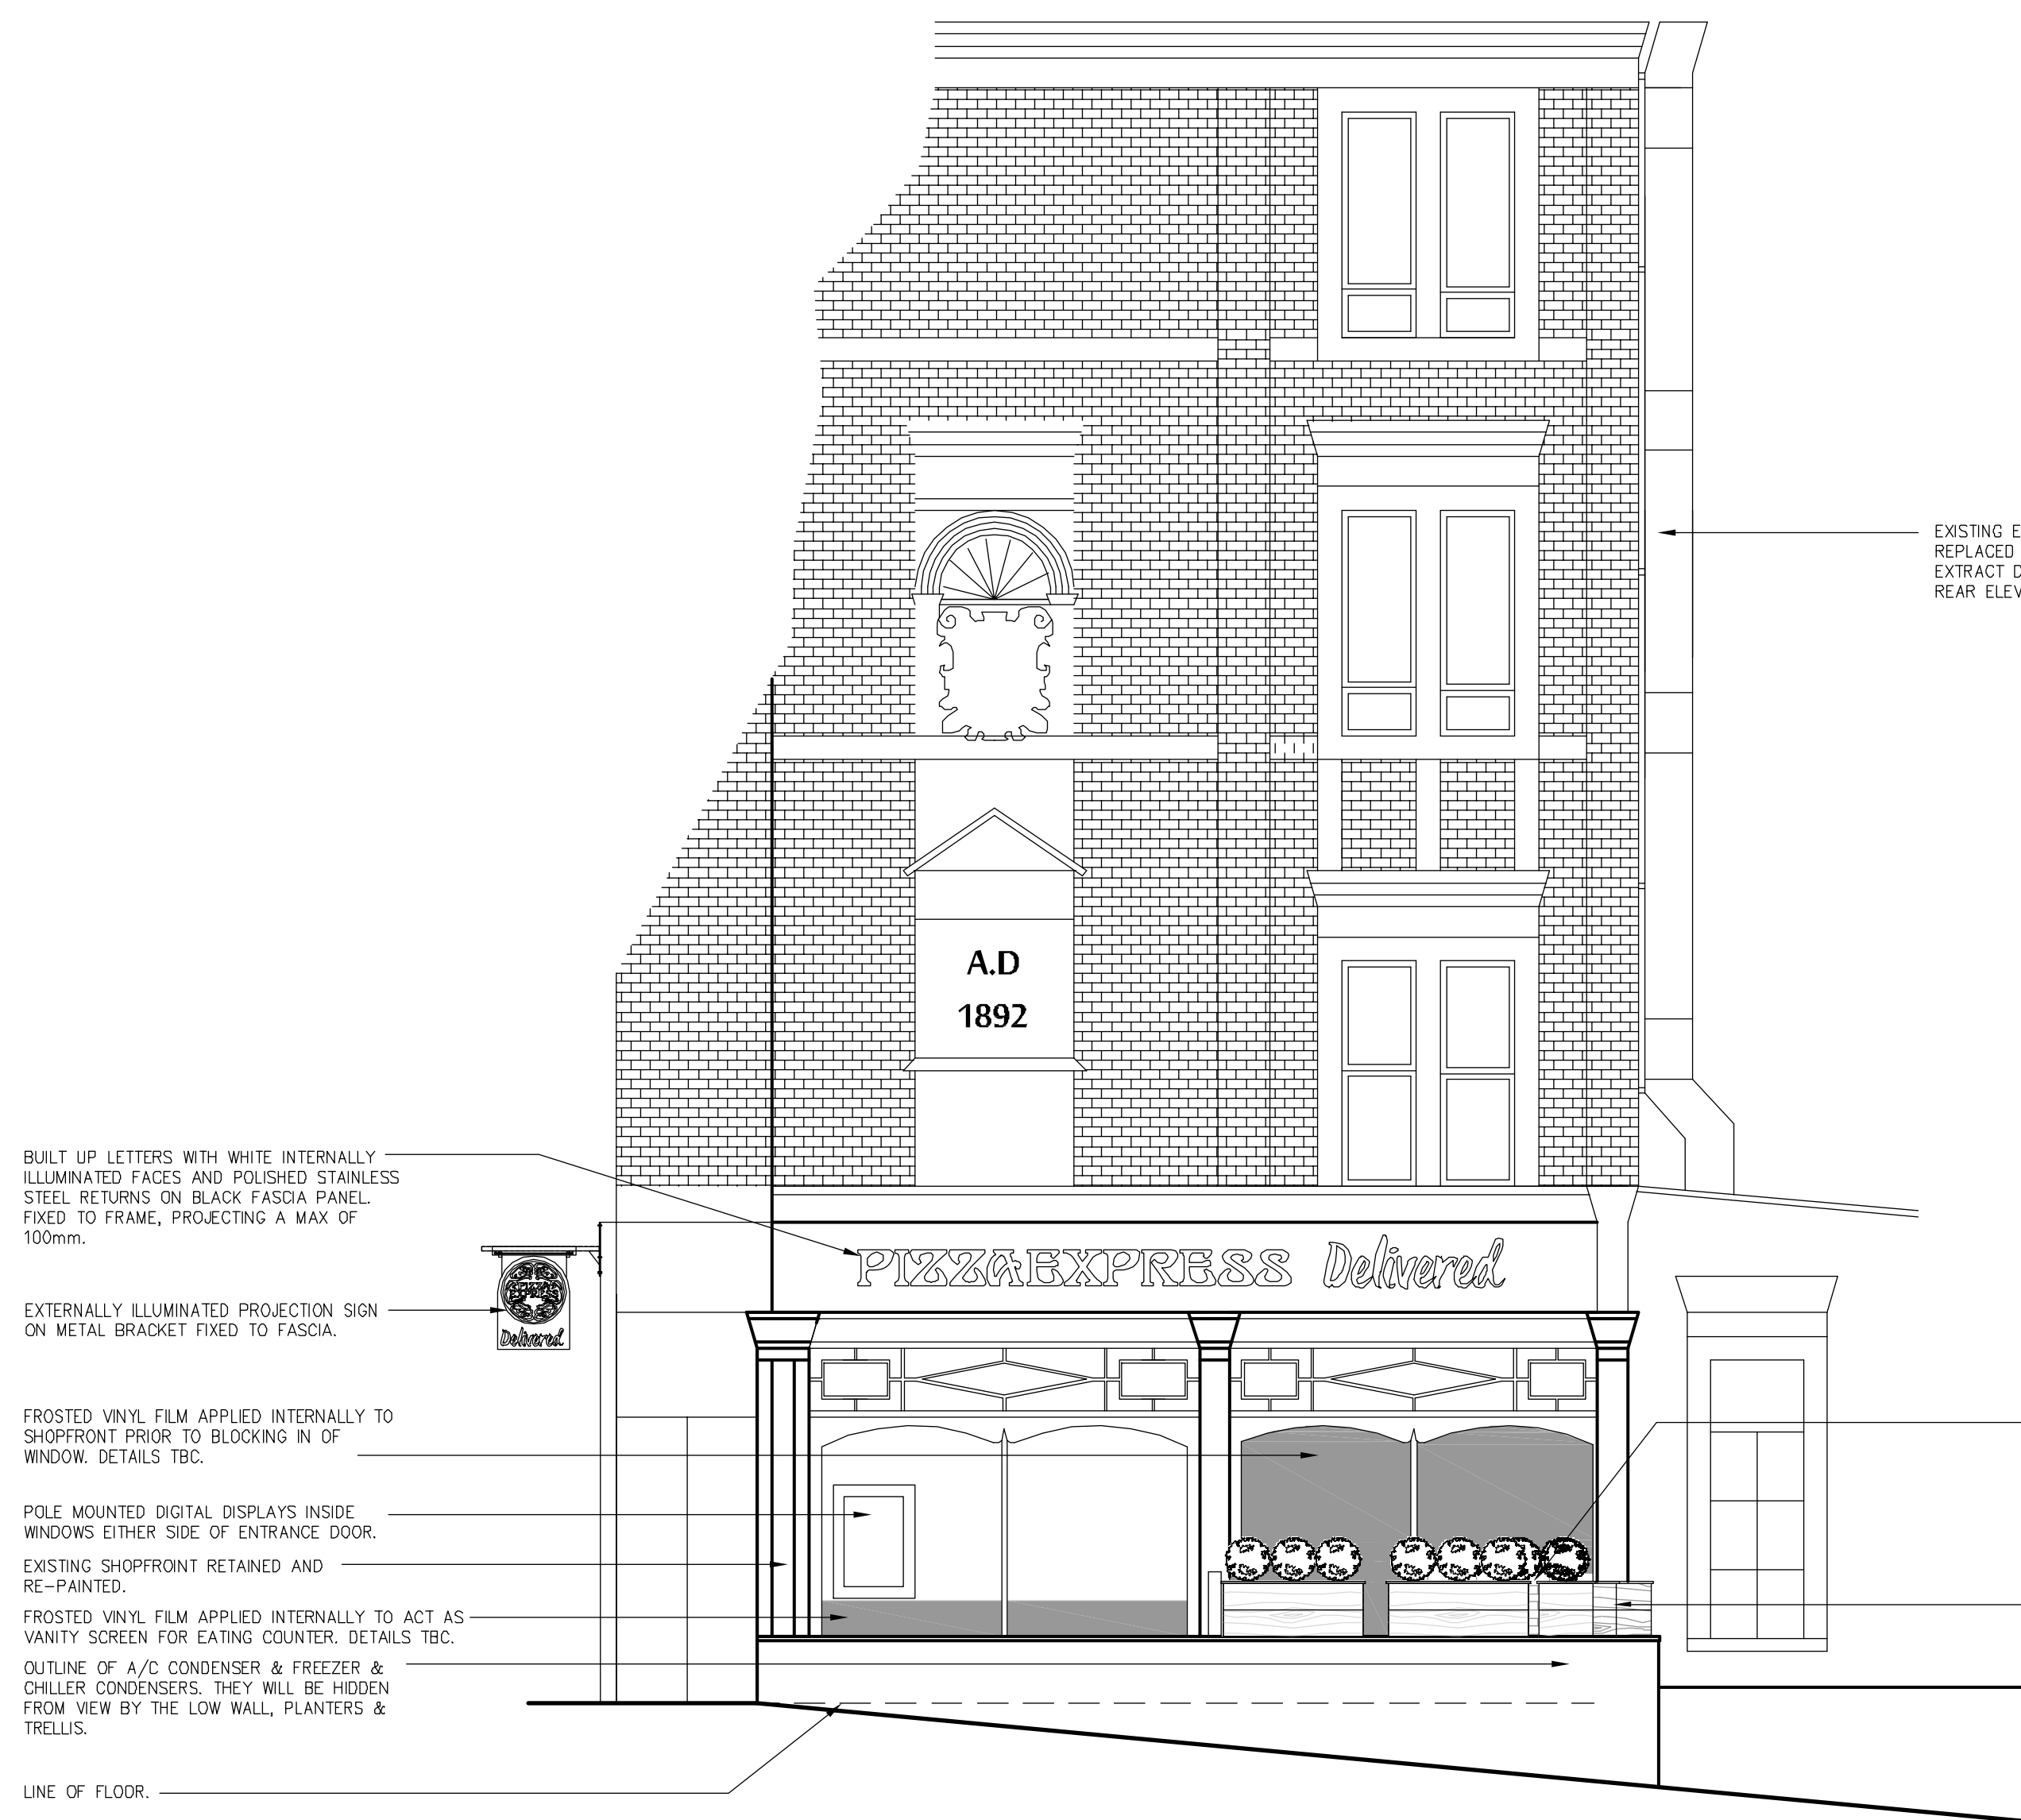 EXISTING
REPLACED
EXTRACT
REAR
A.D
1892
BUILT UP LETTERS WITH WHITE INTERNALLY
ILLUMINATED FACES AND POLISHED STAINLESS
STEEL RETURNS ON BLACK FASCIA PANEL.
FIXED TO FRAME, PROJECTING A MAX OF
100mm.
PIZZAEXPRESS Delivered
PIZZA
EXPRESS
Delivered
EXTERNALLY ILLUMINATED PROJECTION SIGN
ON METAL BRACKET FIXED TO FASCIA.
FROSTED VINYL FILM APPLIED INTERNALLY TO
SHOPFRONT PRIOR TO BLOCKING IN OF
WINDOW. DETAILS TBC.
POLE MOUNTED DIGITAL DISPLAYS INSIDE
WINDOWS EITHER SIDE OF ENTRANCE DOOR.
EXISTING SHOPFROINT RETAINED AND
RE-PAINTED.
FROSTED VINYL FILM APPLIED INTERNALLY TO ACT AS
VANITY SCREEN FOR EATING COUNTER. DETAILS TBC.
OUTLINE OF A/C CONDENSER & FREEZER &
CHILLER CONDENSERS. THEY WILL BE HIDDEN
FROM VIEW BY THE LOW WALL, PLANTERS &
TRELLIS.
LINE OF FLOOR.